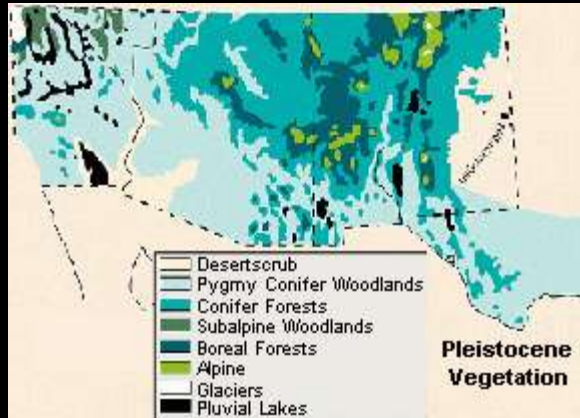 Desertscrub
Pygmy Conifer Woodlands
Conifer Forests
Subalpine Woodlands
Boreal Forests
Alpine
Glaciers
Pluvial Lakes
Pleistocene
Vegetation